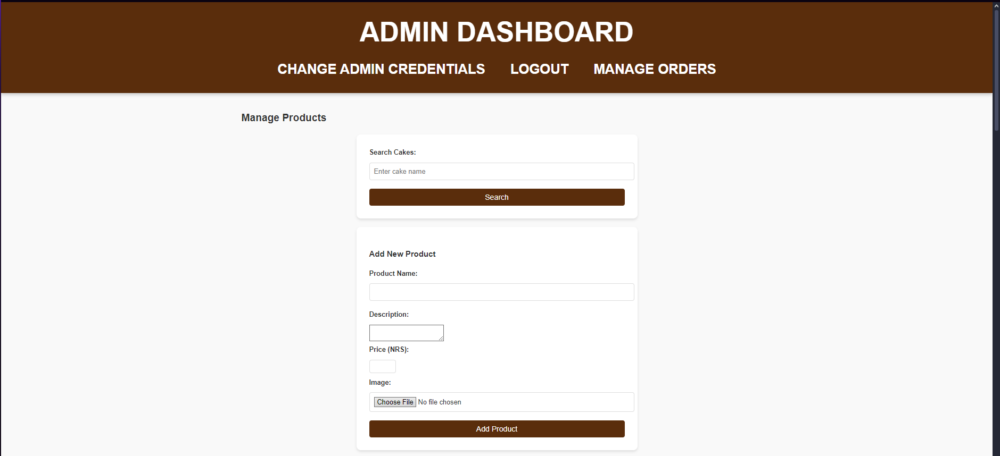 ADMIN DASHBOARD
CHANGE ADMIN CREDENTIALS LOGOUT MANAGE ORDERS
Manage Products
Search Cakes:
Enter cake name
Search
Add New Product
Product Name:
Description:
Price (NRS):
Image:
Choose File No file chosen
Add Product